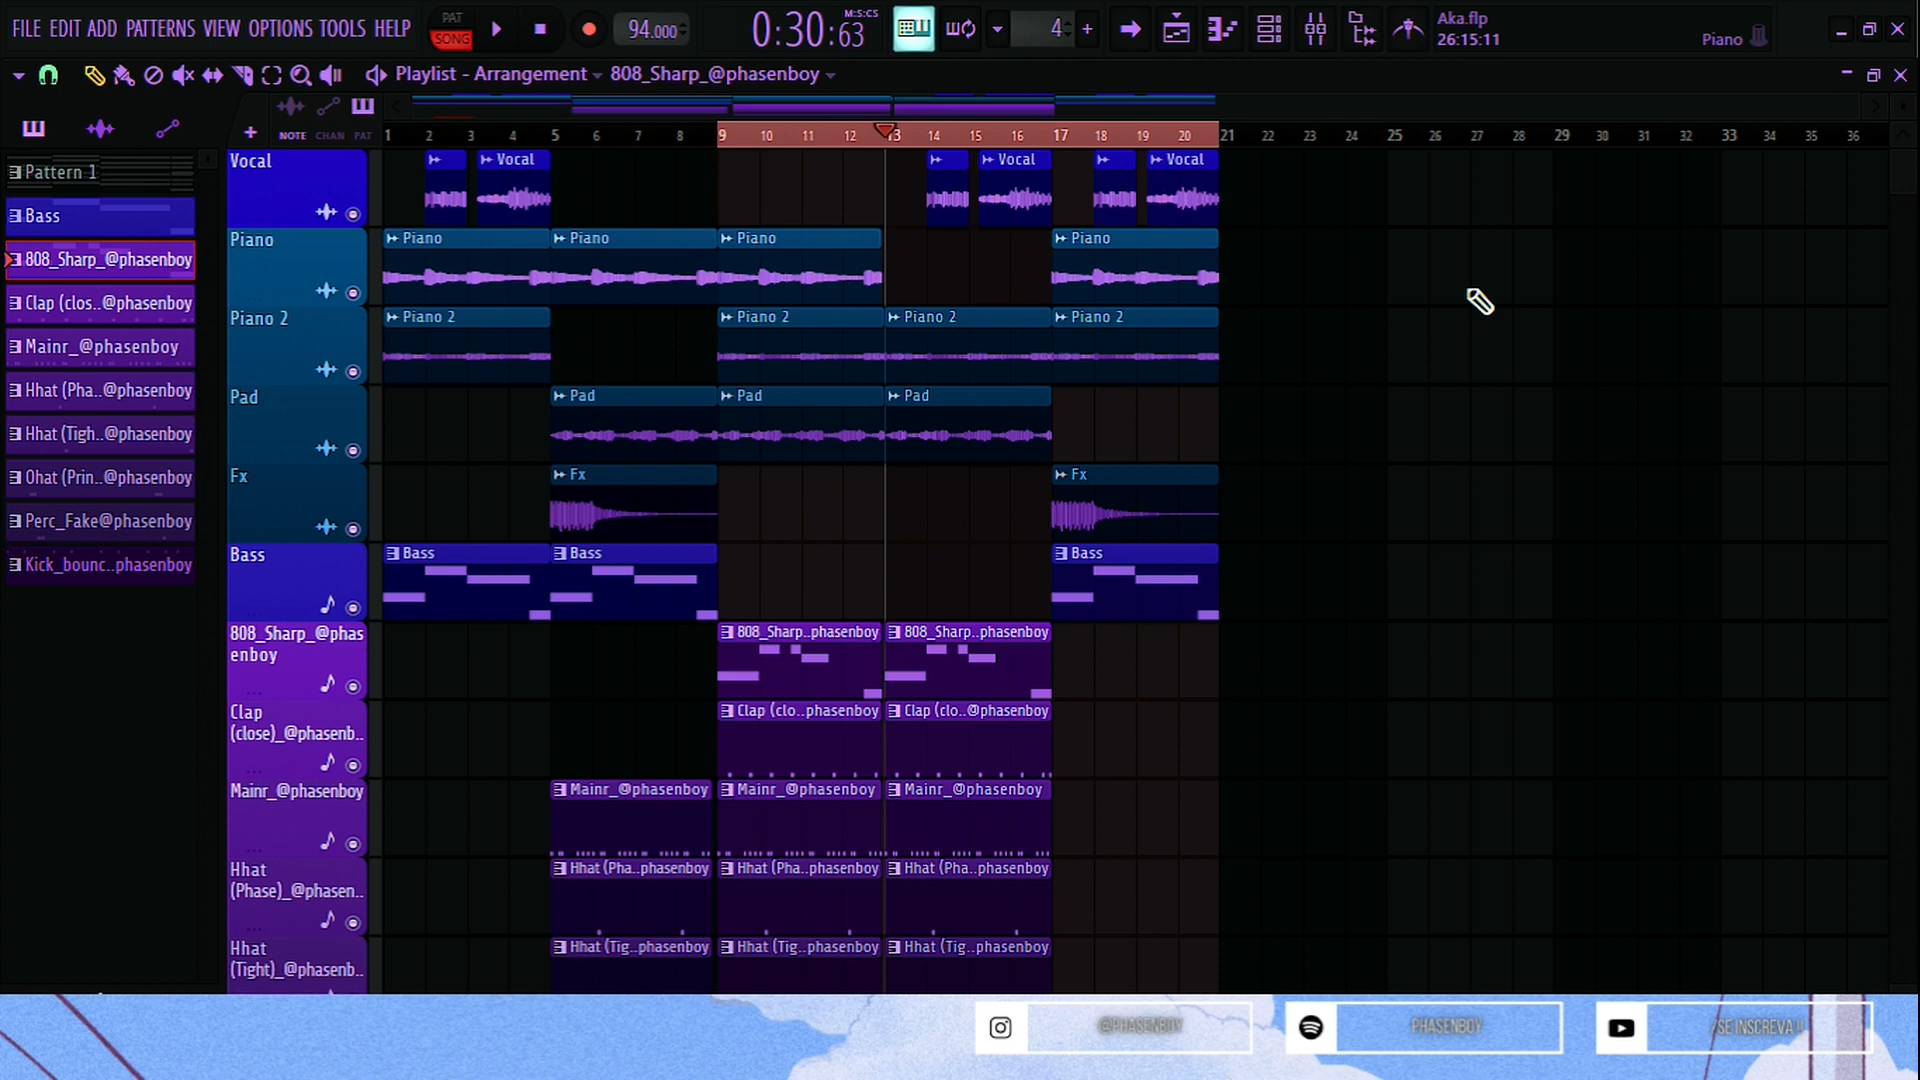 FILE EDIT ADD PATTERNS VIEW OPTIONS TOOLS HELP
PAT
SONG
94.000
0:30:63
M:S:CS
4
Aka.flp
26:15:11
Piano
Playlist - Arrangement
808_Sharp_@phasenboy
NOTE CHAN PAT
1 2 3 4 5 6 7 8 9 10 11 12 13 14 15 16 17 18 19 20 21 22 23 24 25 26 27 28 29 30 31 32 33 34 35 36
Pattern 1
Bass
808_Sharp_@phasenboy
Clap (clos..@phasenboy
Mainr_@phasenboy
Hhat (Pha..@phasenboy
Hhat (Tigh..@phasenboy
Ohat (Prin..@phasenboy
Perc_Fake@phasenboy
Kick_bounc..phasenboy
Vocal
Vocal Vocal Vocal
Piano
Piano Piano Piano Piano
Piano 2
Piano 2 Piano 2 Piano 2 Piano 2
Pad
Pad Pad Pad
Fx
Fx Fx
Bass
Bass Bass Bass
808_Sharp_@phas
enboy
808_Sharp..phasenboy 808_Sharp..phasenboy
Clap
(close)_@phasenb..
Clap (clo..phasenboy Clap (clo..@phasenboy
Mainr_@phasenboy
Mainr_@phasenboy Mainr_@phasenboy Mainr_@phasenboy
Hhat
(Phase)_@phasen..
Hhat (Pha..phasenboy Hhat (Pha..phasenboy Hhat (Pha..phasenboy
Hhat
(Tight)_@phasenb..
Hhat (Tig..phasenboy Hhat (Tig..phasenboy Hhat (Tig..phasenboy
@PHASENBOY
PHASENBOY
SE INSCREVA !!